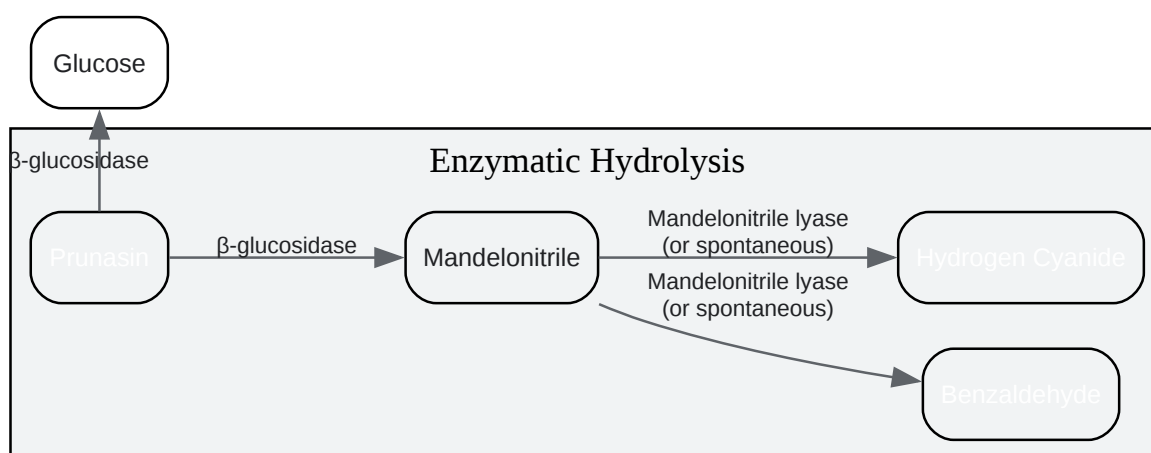 Glucose
β-glucosidase
Enzymatic Hydrolysis
Prunasin
β-glucosidase
Mandelonitrile
Mandelonitrile lyase
(or spontaneous)
Hydrogen Cyanide
Mandelonitrile lyase
(or spontaneous)
Benzaldehyde